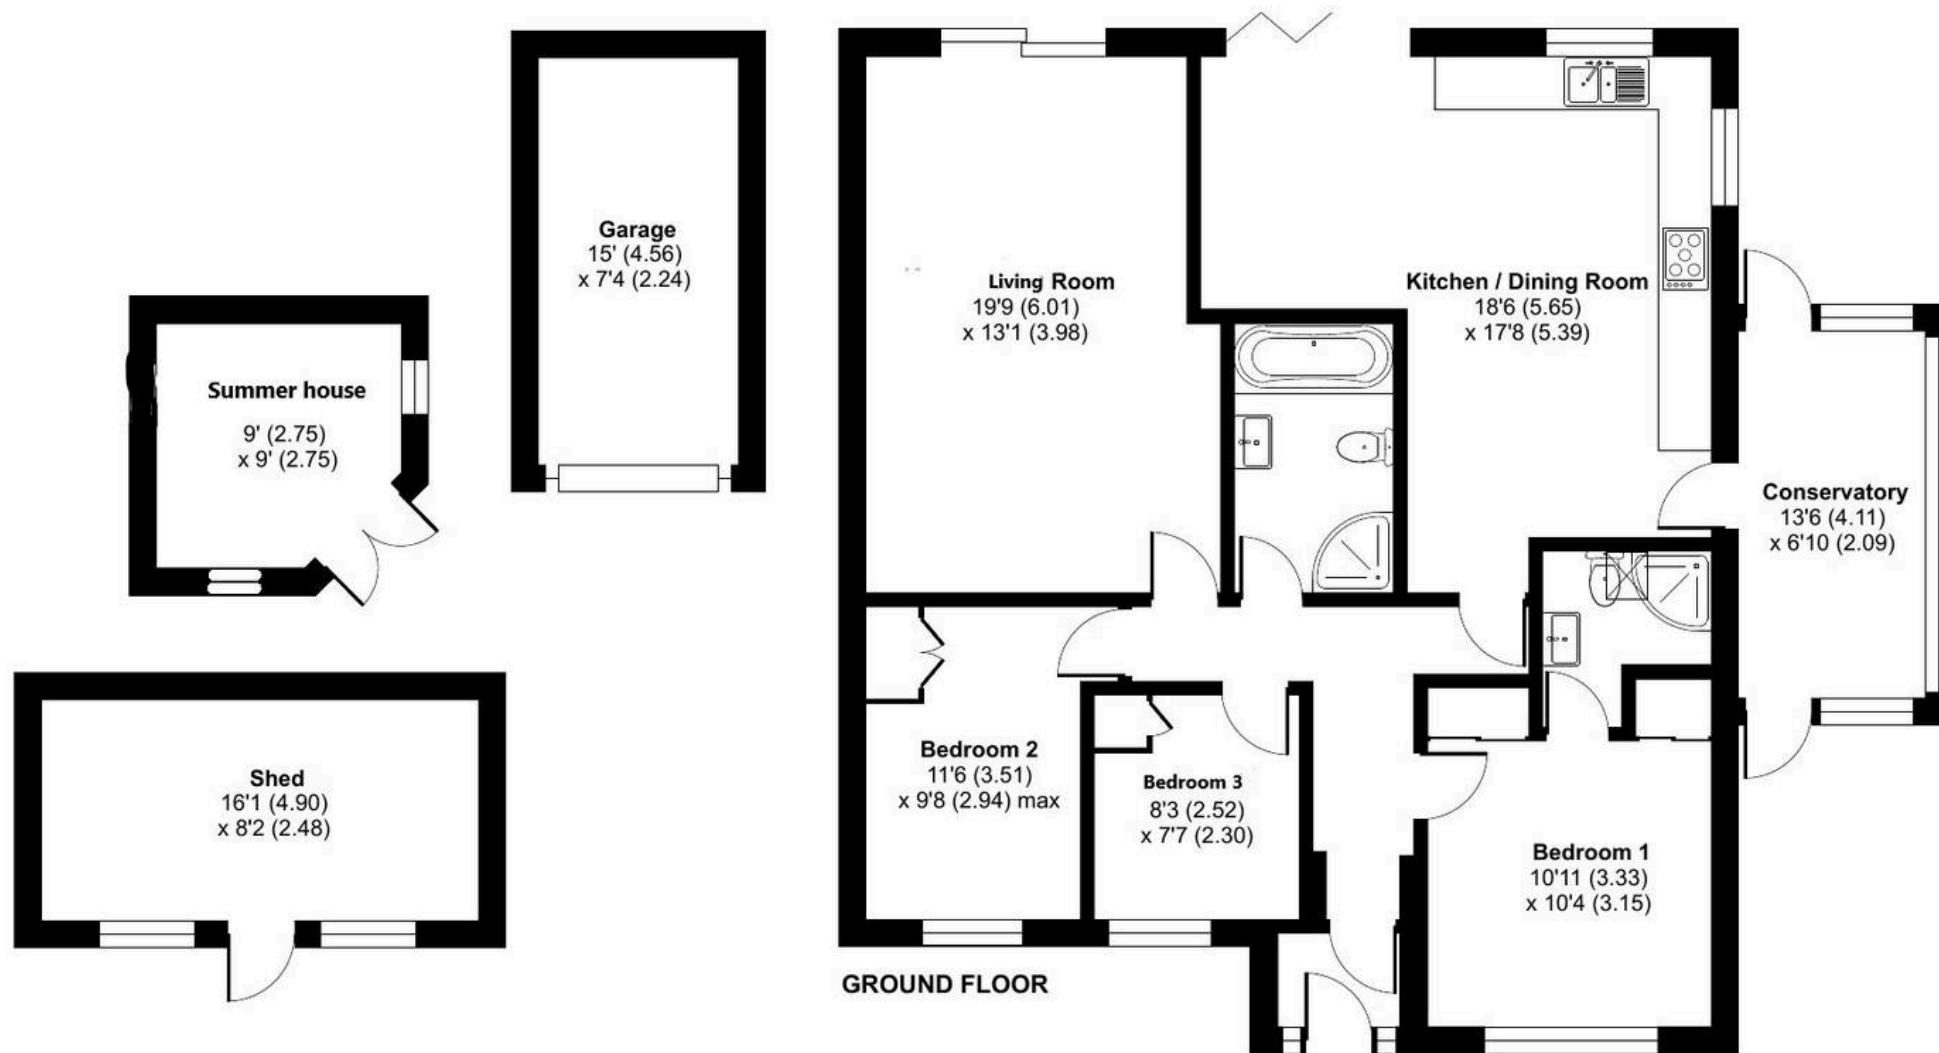 Garage
15' (4.56)
x 7'4 (2.24)
Living Room
19'9 (6.01)
x 13'1 (3.98)
Kitchen / Dining Room
18'6 (5.65)
x 17'8 (5.39)
Summer house
9' (2.75)
x 9' (2.75)
Conservatory
13'6 (4.11)
x 6'10 (2.09)
Shed
16'1 (4.90)
x 8'2 (2.48)
Bedroom 2
11'6 (3.51)
x 9'8 (2.94) max
Bedroom 3
8'3 (2.52)
x 7'7 (2.30)
Bedroom 1
10'11 (3.33)
x 10'4 (3.15)
GROUND FLOOR